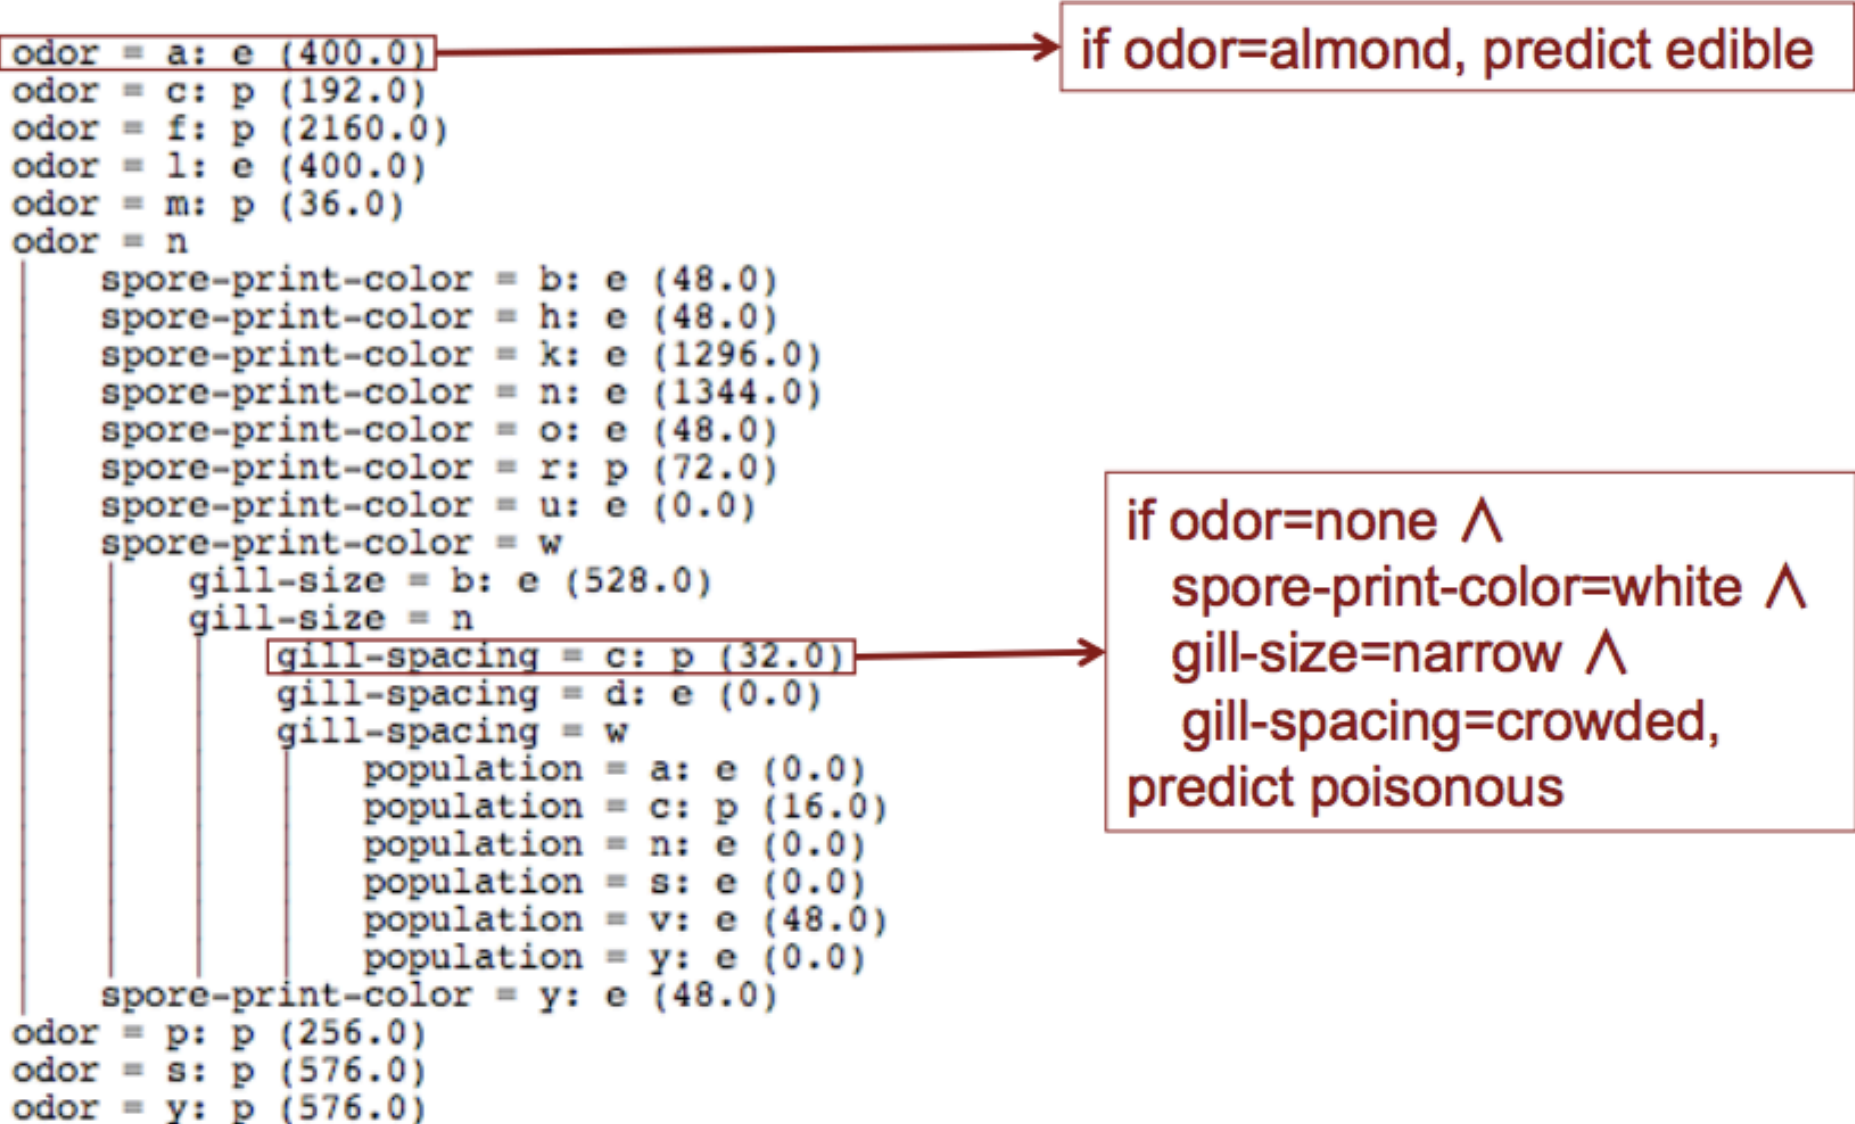 odor = a: e (400.0)
odor = c: p (192.0)
odor = f: p (2160.0)
odor = l: e (400.0)
odor = m: p (36.0)
odor = n
spore-print-color = b: e (48.0)
spore-print-color = h: e (48.0)
spore-print-color = k: e (1296.0)
spore-print-color = n: e (1344.0)
spore-print-color = o: e (48.0)
spore-print-color = r: p (72.0)
spore-print-color = u: e (0.0)
spore-print-color = w
gill-size = b: e (528.0)
gill-size = n
gill-spacing = c: p (32.0)
gill-spacing = d: e (0.0)
gill-spacing = w
population = a: e (0.0)
population = c: p (16.0)
population = n: e (0.0)
population = s: e (0.0)
population = v: e (48.0)
population = y: e (0.0)
spore-print-color = y: e (48.0)
odor = p: p (256.0)
odor = s: p (576.0)
odor = y: p (576.0)
if odor=almond, predict edible
if odor=none ∧
spore-print-color=white ∧
gill-size=narrow ∧
gill-spacing=crowded,
predict poisonous